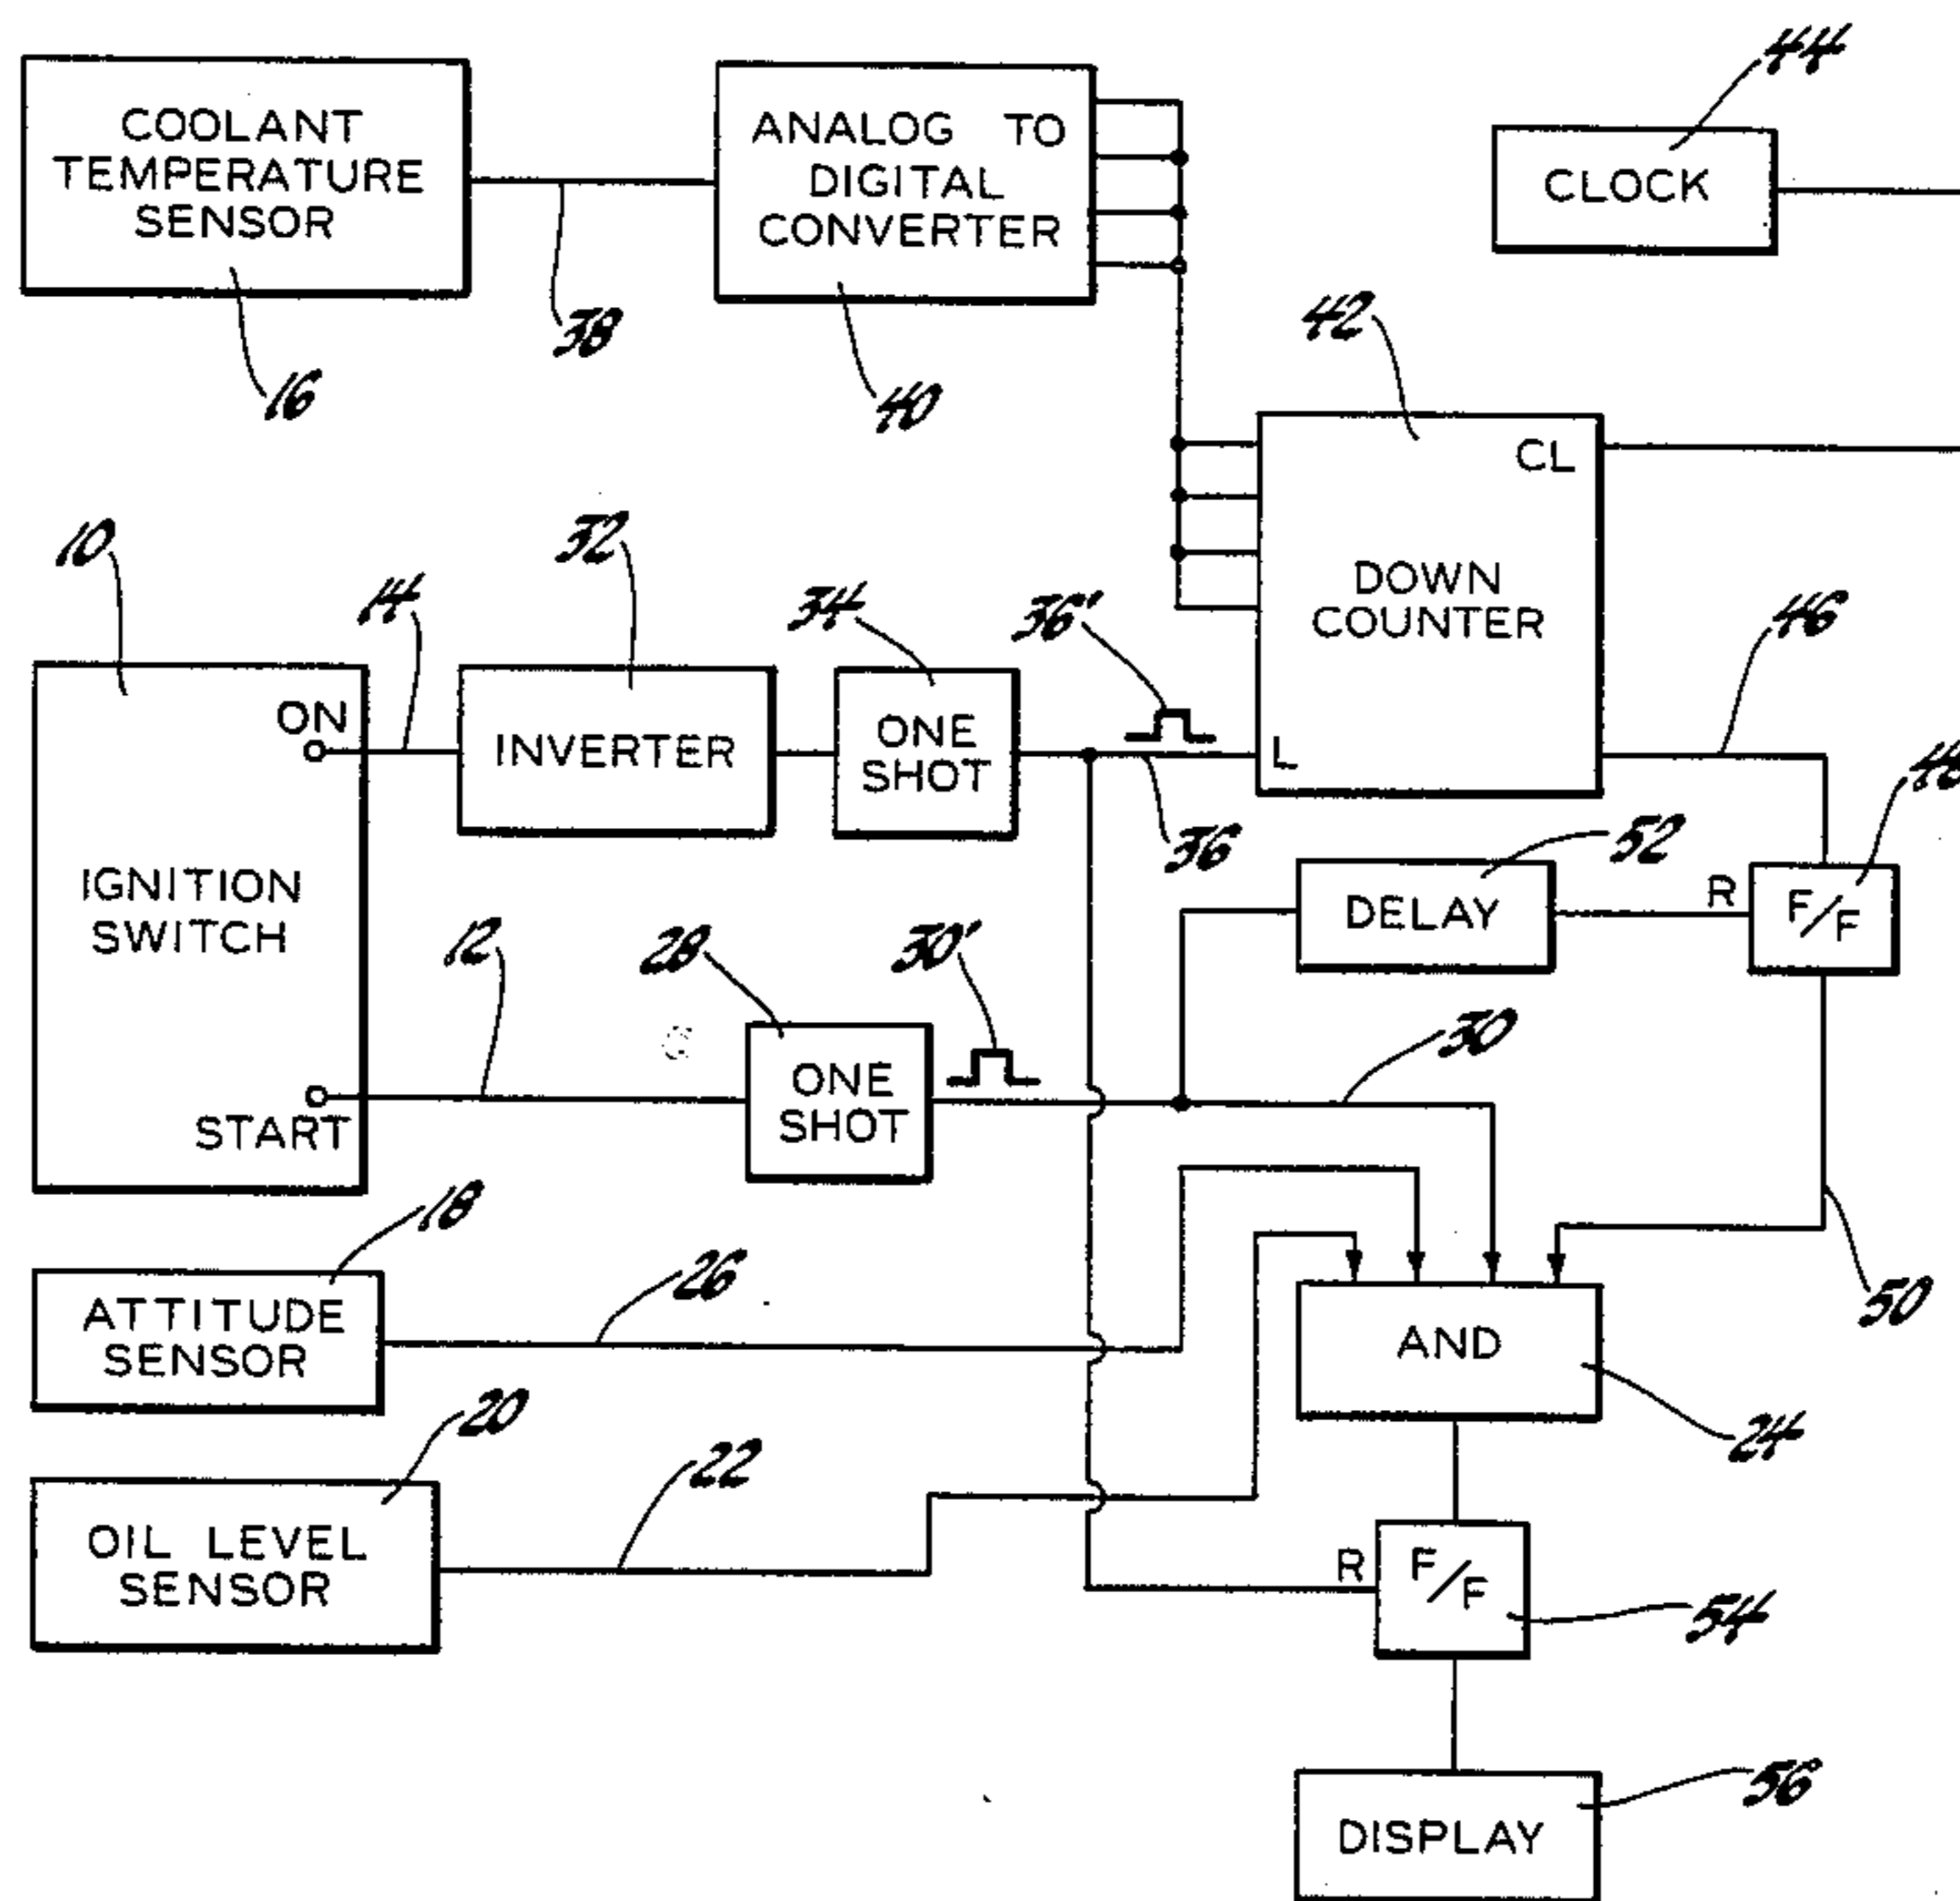 COOLANT
TEMPERATURE
SENSOR
16
38
ANALOG TO
DIGITAL
CONVERTER
40
44
CLOCK
42
CL
DOWN
COUNTER
L
10
ON
IGNITION
SWITCH
START
14
32
INVERTER
34
ONE
SHOT
36'
36
46
48
52
DELAY
R
F/F
12
28
ONE
SHOT
30'
30
50
18
ATTITUDE
SENSOR
26
AND
24
20
OIL LEVEL
SENSOR
22
R
F/F
54
56
DISPLAY